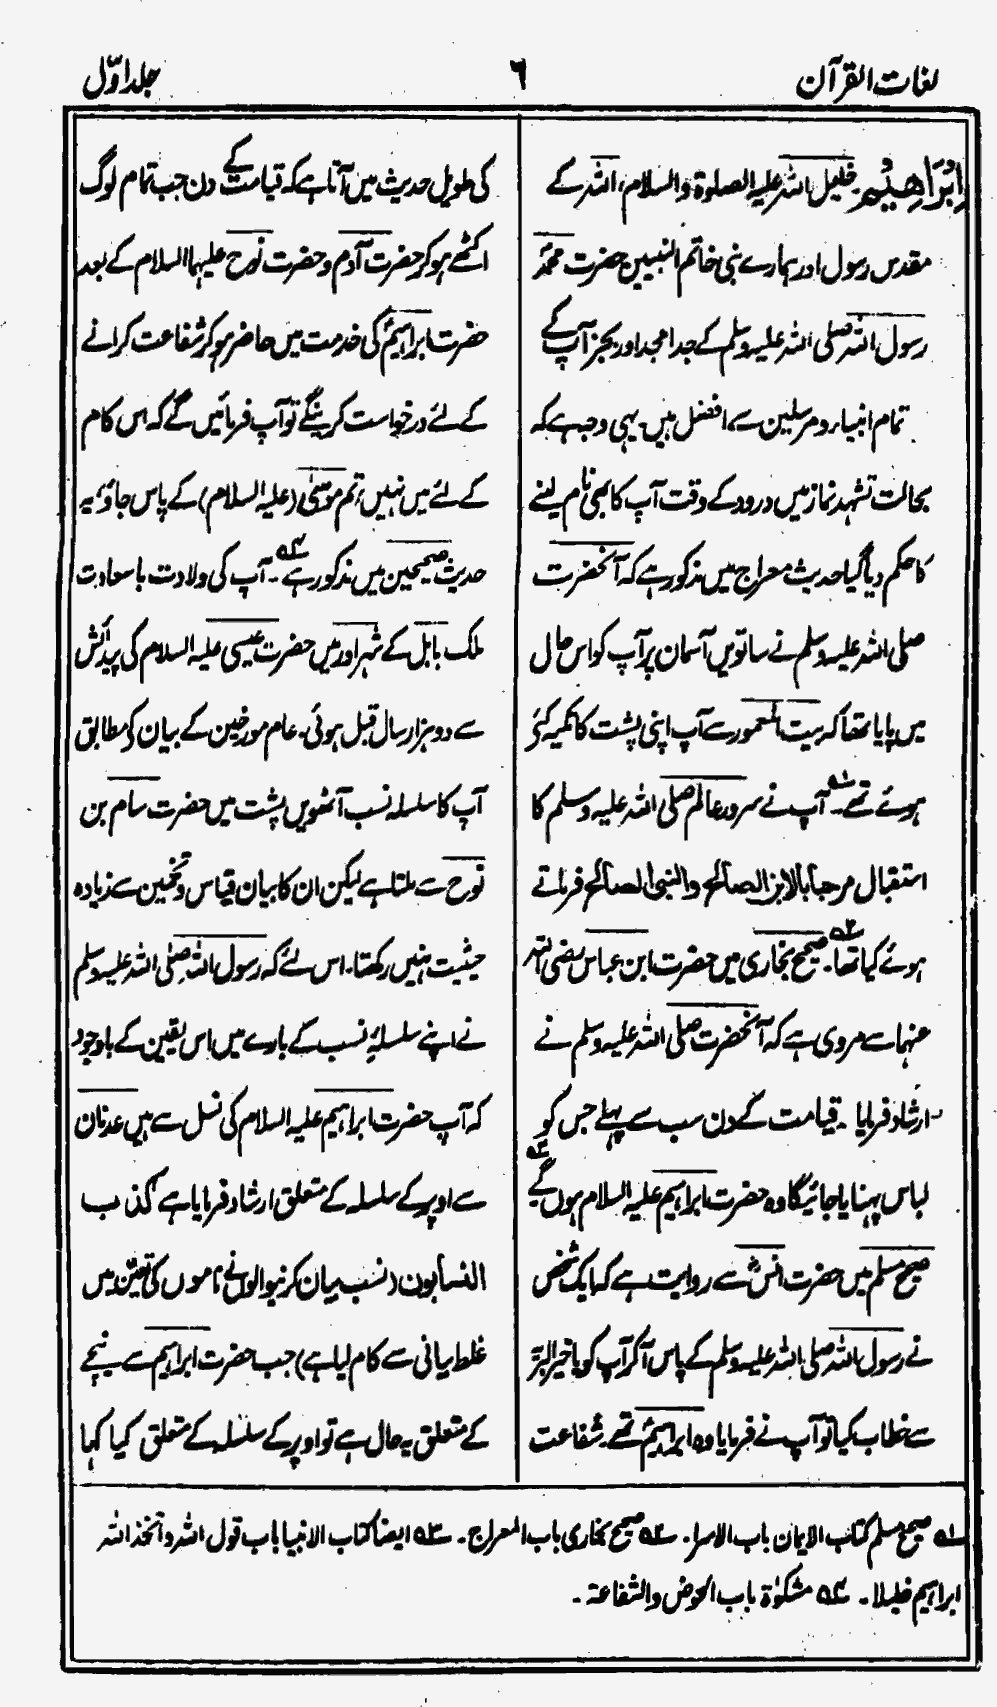 لغات القرآن
٦
جلد اوّل
اِبْرَاهِیْم۔ خلیل اللہ علیہ الصلوٰۃ والسلام، اللہ کے
مقدس رسول اور ہمارے نبی خاتم النبیین حضرت محمد
رسول اللہ صلی اللہ علیہ وسلم کے جد امجد اور بجز آپ کے
تمام انبیاء ومرسلین سے افضل ہیں۔ یہی وجہ ہے کہ
بحالت تشہد نماز میں درود کے وقت آپ کا بھی نام لینے
کا حکم دیا گیا حدیث معراج میں مذکور ہے کہ آنحضرت
صلی اللہ علیہ وسلم نے ساتویں آسمان پر آپ کو اس حال
میں پایا تھا کہ بیت المعمور سے آپ اپنی پشت کا تکیہ کئے
ہوئے تھے۔ ؎۱ آپ نے سرور عالم صلی اللہ علیہ وسلم کا
استقبال مرحبا بالابن الصالح والنبی الصالح فرماتے
ہوئے کیا تھا۔ ؎۲ صحیح بخاری میں حضرت ابن عباس رضی اللہ
عنہما سے مروی ہے کہ آنحضرت صلی اللہ علیہ وسلم نے
ارشاد فرمایا۔ قیامت کے دن سب سے پہلے جس کو
لباس پہنایا جائیگا وہ حضرت ابراہیم علیہ السلام ہوں گے ؎۳
صحیح مسلم میں حضرت انسؓ سے روایت ہے کہ ایک شخص
نے رسول اللہ صلی اللہ علیہ وسلم کے پاس آکر آپ کو یا خیر البریّۃ
سے خطاب کیا تو آپ نے فرمایا وہ ابراہیمؑ تھے۔ شفاعت
کی طویل حدیث میں آتا ہے کہ قیامت کے دن جب تمام لوگ
اکٹھے ہو کر حضرت آدم و حضرت نوح علیہما السلام کے بعد
حضرت ابراہیمؑ کی خدمت میں حاضر ہو کر شفاعت کرانے
کے لئے درخواست کرینگے تو آپ فرمائیں گے کہ اس کام
کے لئے میں نہیں، تم موسیٰ (علیہ السلام) کے پاس جاؤ، یہ
حدیث صحیحین میں مذکور ہے ؎۴۔ آپ کی ولادت با سعادت
ملک بابل کے شہر اور میں حضرت عیسی علیہ السلام کی پیدائش
سے دو ہزار سال قبل ہوئی۔ عام مورخین کے بیان کے مطابق
آپ کا سلسلہ نسب آٹھویں پشت میں حضرت سام بن
نوح سے ملتا ہے لیکن ان کا بیان قیاس و تخمین سے زیادہ
حیثیت نہیں رکھتا۔ اس لئے کہ رسول اللہ صلی اللہ علیہ وسلم
نے اپنے سلسلۂ نسب کے بارے میں اس یقین کے باوجود
کہ آپ حضرت ابراہیم علیہ السلام کی نسل سے ہیں عدنان
سے اوپر کے سلسلہ کے متعلق ارشاد فرمایا ہے کذب
النسابون (نسب بیان کرنیوالوں نے ناموں کی تعیّن میں
غلط بیانی سے کام لیا ہے) جب حضرت ابراہیم سے نیچے
کے متعلق یہ حال ہے تو اوپر کے سلسلہ کے متعلق کیا کہا
؎۱ صحیح مسلم کتاب الایمان باب الاسرا۔ ؎۲ صحیح بخاری باب المعراج۔ ؎۳ ایضا کتاب الانبیا باب قول اللہ واتخذ اللہ
ابراہیم خلیلا۔ ؎۴ مشکوٰۃ باب الحوض والشفاعۃ۔